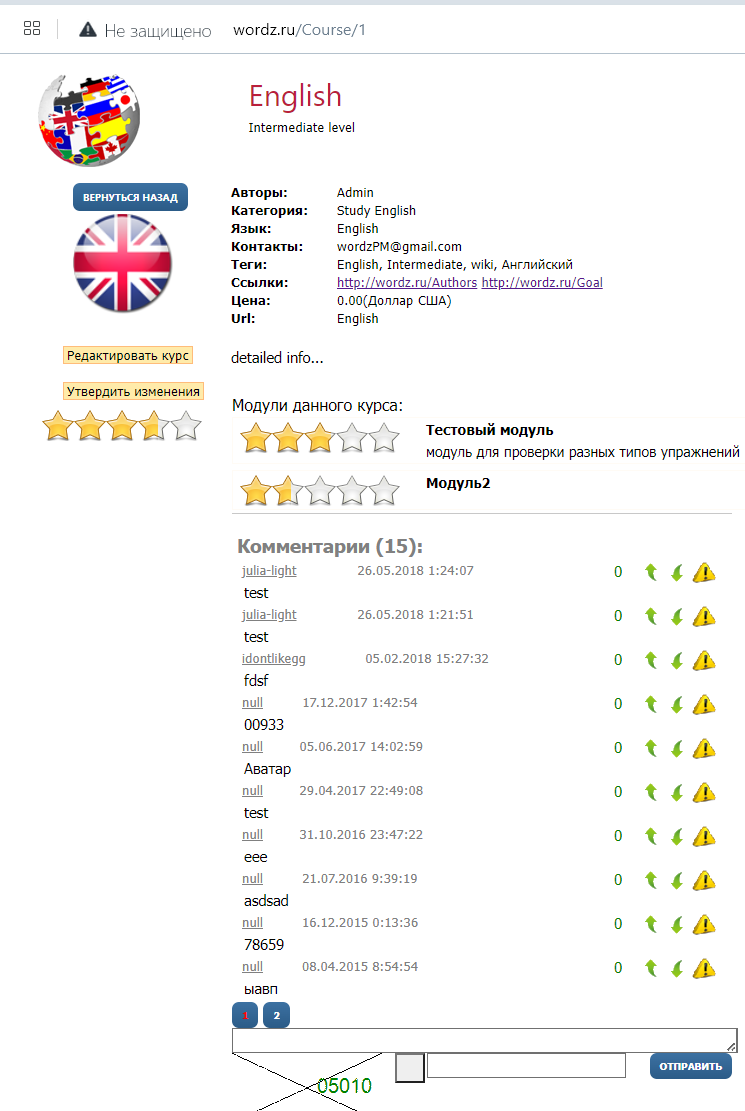 Не защищено wordz.ru/Course/1
English
Intermediate level
ВЕРНУТЬСЯ НАЗАД
Авторы: Admin
Категория: Study English
Язык: English
Контакты: wordzPM@gmail.com
Теги: English, Intermediate, wiki, Английский
Ссылки: http://wordz.ru/Authors http://wordz.ru/Goal
Цена: 0.00(Доллар США)
Url: English
Редактировать курс
detailed info...
Утвердить изменения
Модули данного курса:
Тестовый модуль
модуль для проверки разных типов упражнений
Модуль2
Комментарии (15):
julia-light 26.05.2018 1:24:07 0
test
julia-light 26.05.2018 1:21:51 0
test
idontlikegg 05.02.2018 15:27:32 0
fdsf
null 17.12.2017 1:42:54 0
00933
null 05.06.2017 14:02:59 0
Аватар
null 29.04.2017 22:49:08 0
test
null 31.10.2016 23:47:22 0
eee
null 21.07.2016 9:39:19 0
asdsad
null 16.12.2015 0:13:36 0
78659
null 08.04.2015 8:54:54 0
ыавп
1 2
05010 ОТПРАВИТЬ